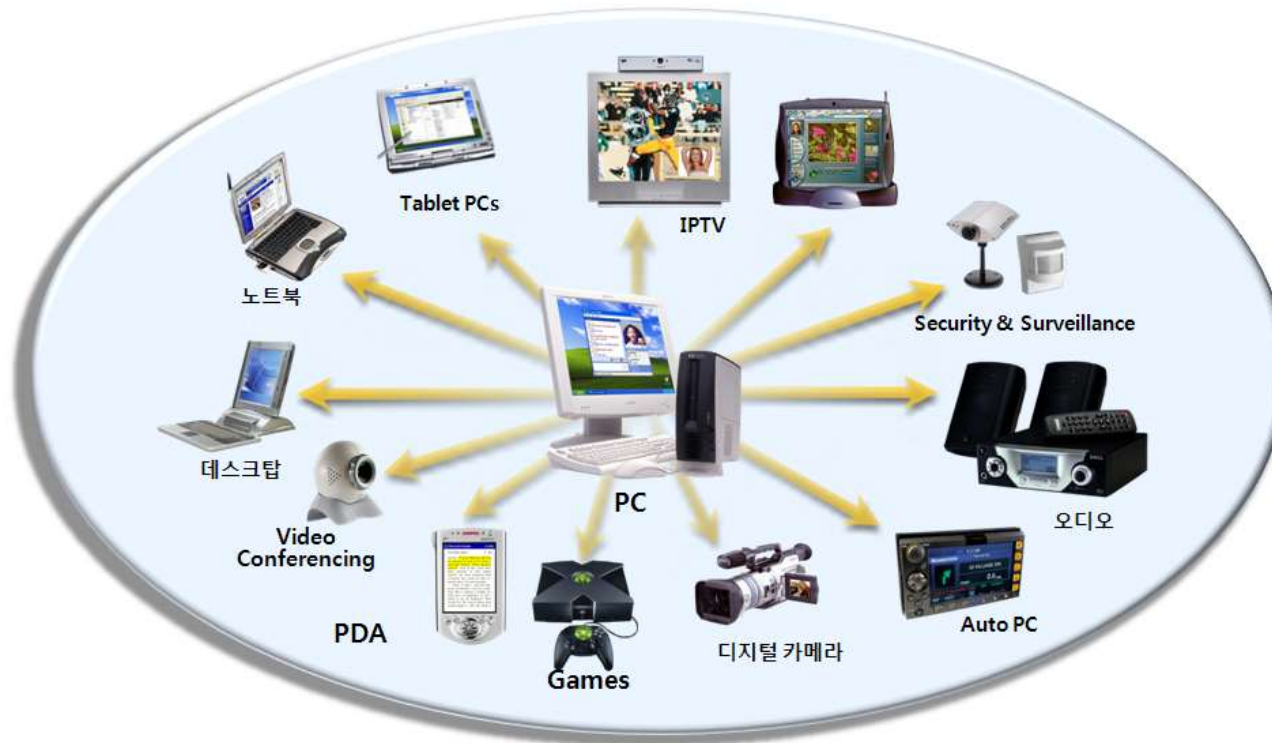 Tablet PCs
IPTV
노트북
Security & Surveillance
데스크탑
PC
오디오
Video
Conferencing
PDA
Auto PC
디지털 카메라
Games